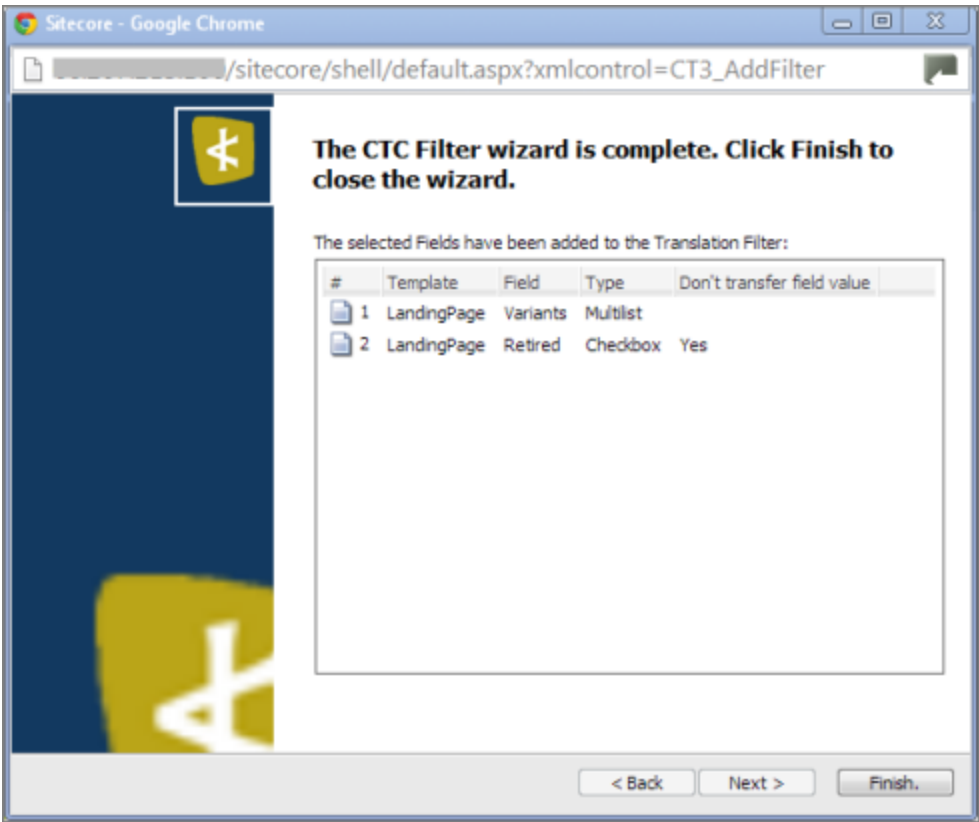 Sitecore - Google Chrome
/sitecore/shell/default.aspx?xmlcontrol=CT3_AddFilter
The CTC Filter wizard is complete. Click Finish to
close the wizard.
The selected Fields have been added to the Translation Filter:
# Template Field Type Don't transfer field value
1 LandingPage Variants Multilist
2 LandingPage Retired Checkbox Yes
< Back Next > Finish.